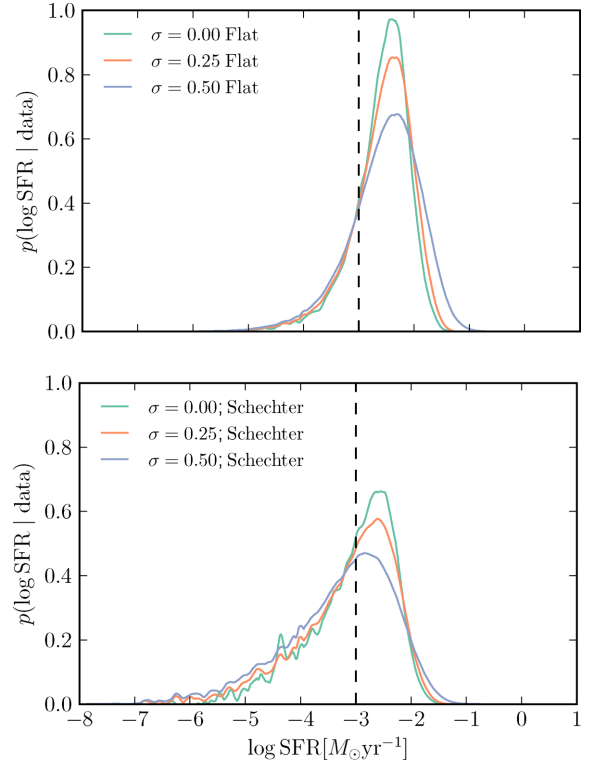 1.0
σ = 0.00 Flat
σ = 0.25 Flat
σ = 0.50 Flat
0.8
0.6
0.4
0.2
0.0
p(log SFR | data)
1.0
σ = 0.00; Schechter
σ = 0.25; Schechter
σ = 0.50; Schechter
0.8
0.6
0.4
0.2
0.0
p(log SFR | data)
−8 −7 −6 −5 −4 −3 −2 −1 0 1
log SFR[M⊙yr⁻¹]